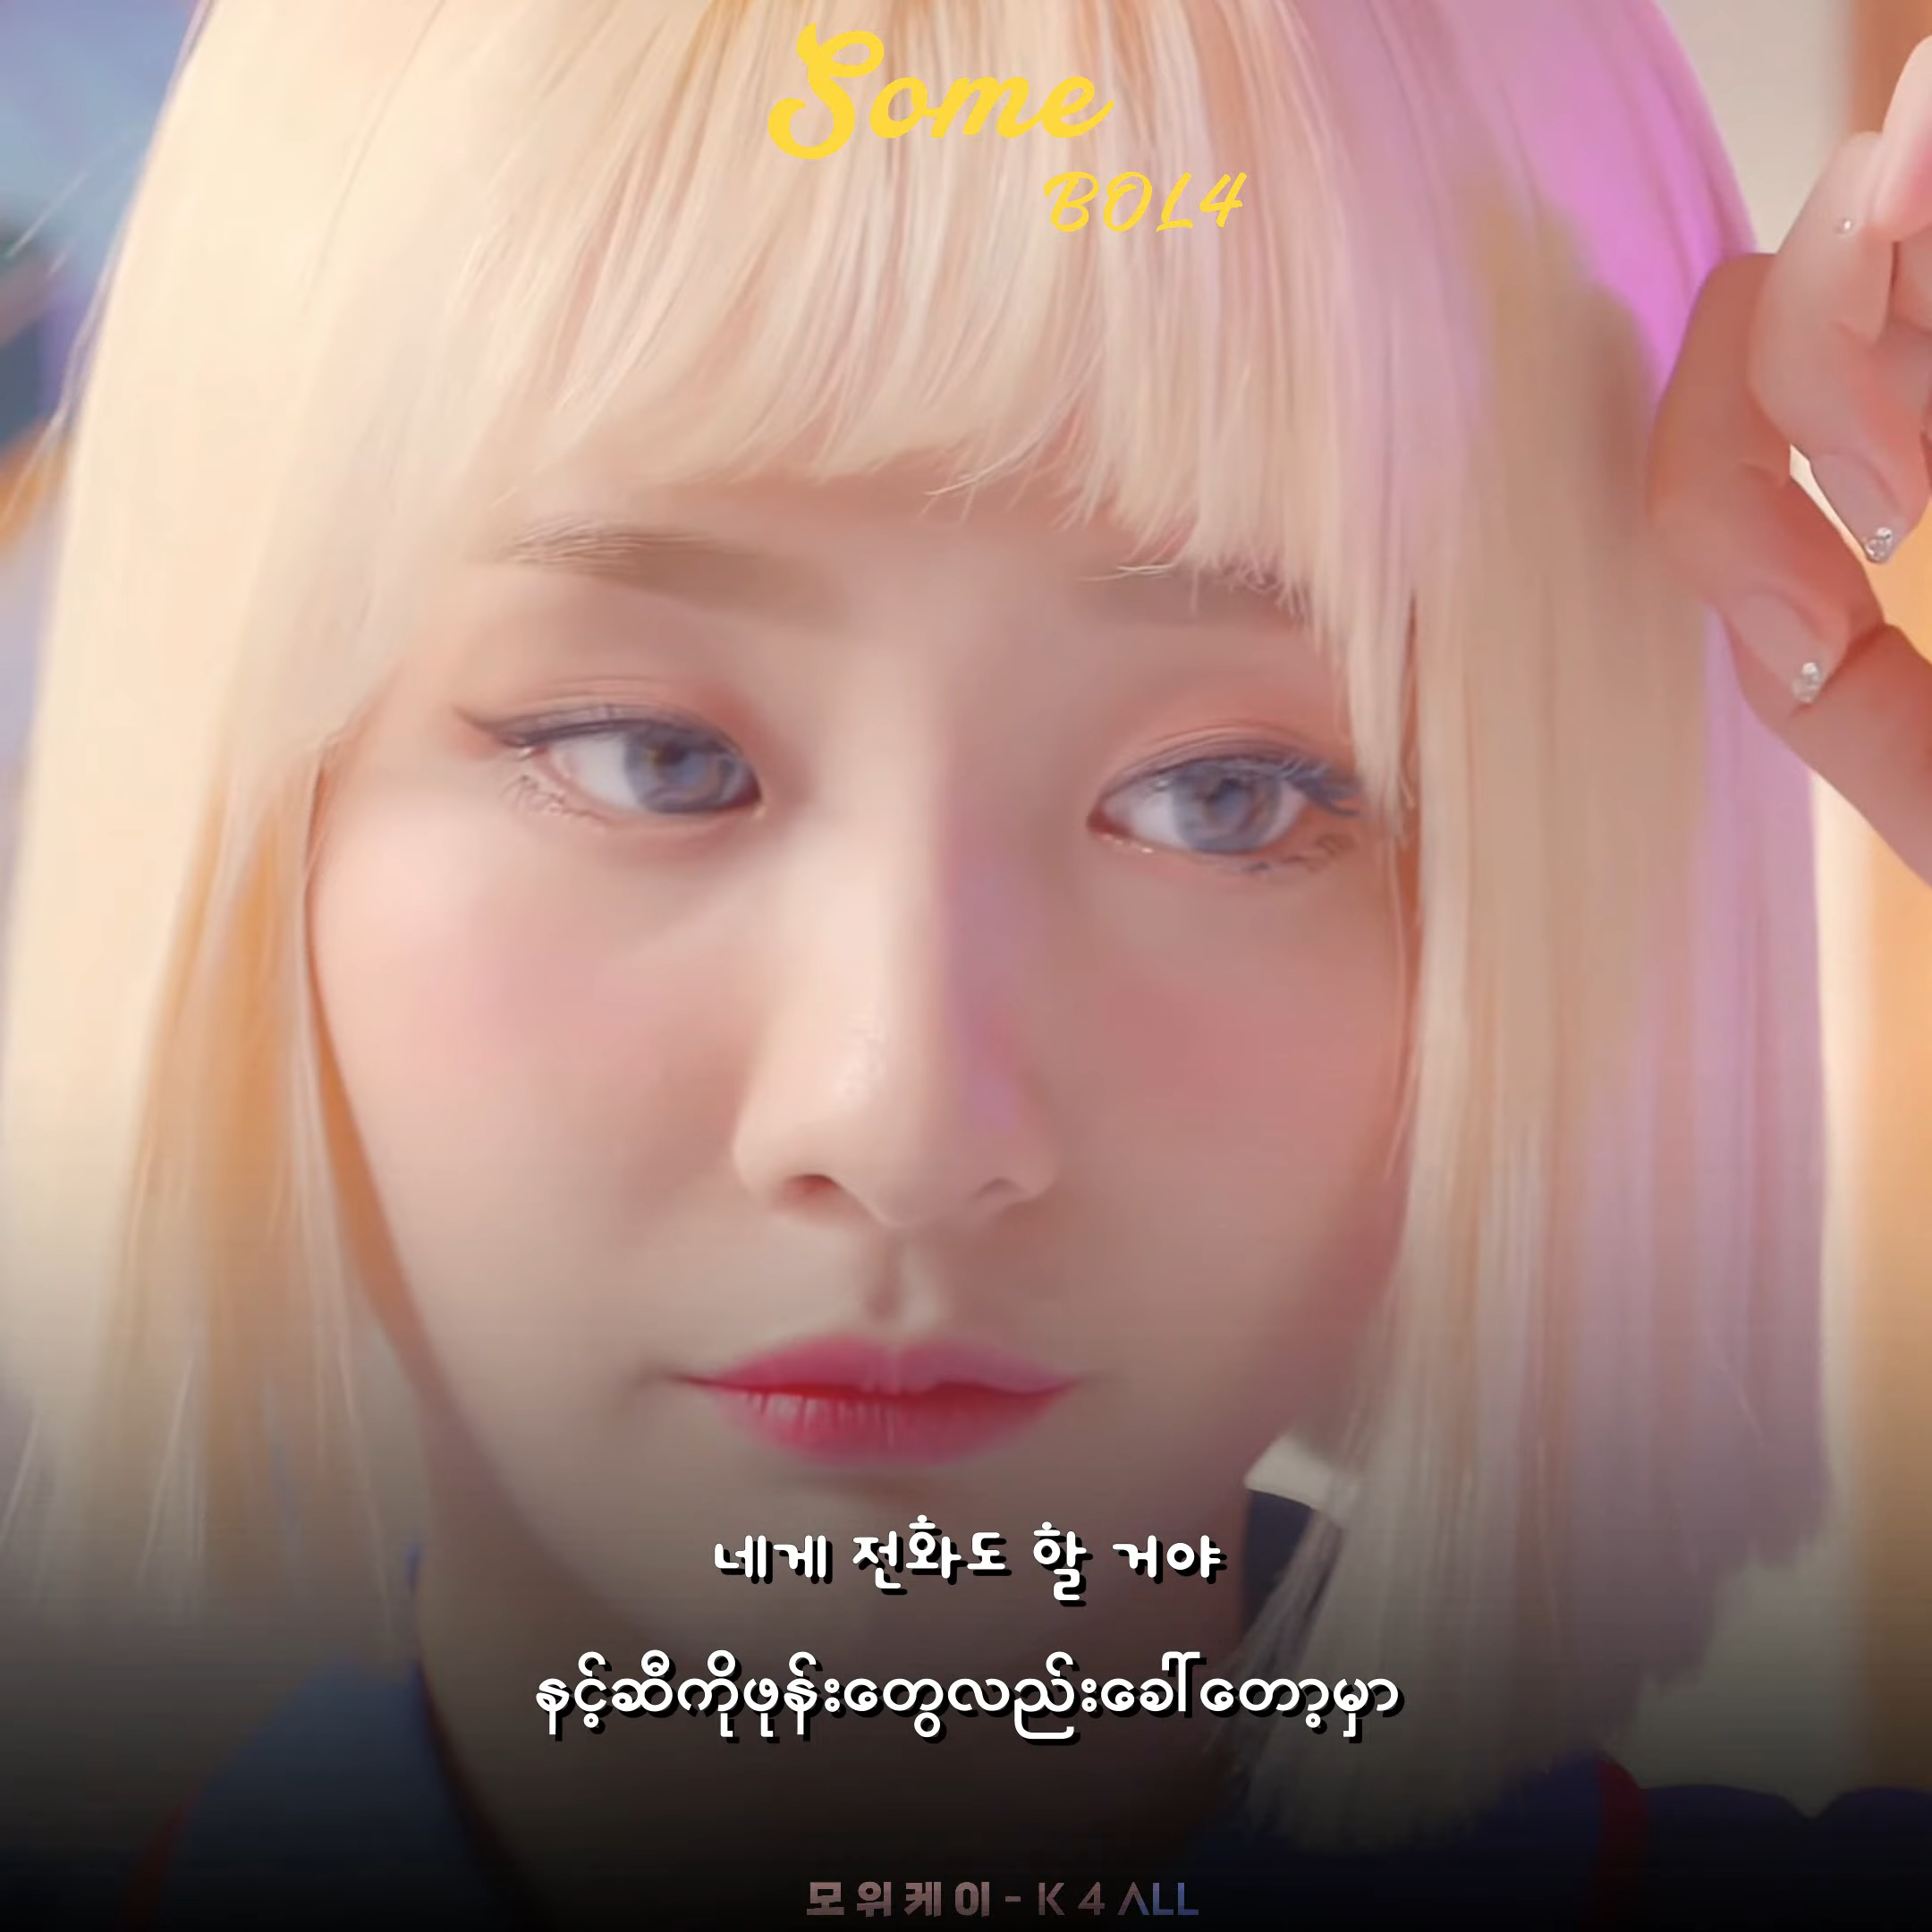 Some
BOL4
네게 전화도 할 거야
နင့်ဆီကိုဖုန်းတွေလည်းခေါ်တော့မှာ
모위케이-K 4 ALL